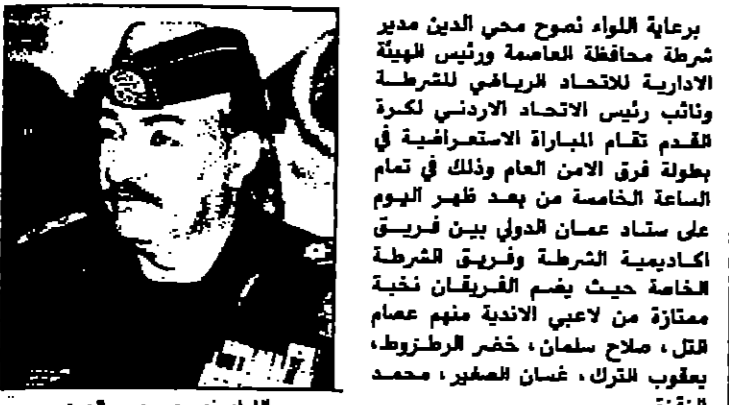 برعاية اللواء نصوح محي الدين مدير
شرطة محافظة العاصمة ورئيس الهيئة
الادارية للاتحاد الرياضي للشرطة
ونائب رئيس الاتحاد الاردني لكرة
القدم تقام المباراة الاستعراضية في
بطولة فرق الامن العام وذلك في تمام
الساعة الخامسة من بعد ظهر اليوم
على ستاد عمان الدولي بين فريق
اكاديمية الشرطة وفريق الشرطة
الخاصة حيث يضم الفريقان نخبة
ممتازة من لاعبي الاندية منهم عصام
التل، صلاح سلمان، خضر الرطروط،
يعقوب الترك، غسان الصغير، محمد